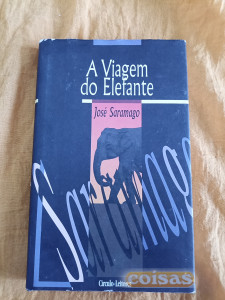 A Viagem
do Elefante
José Saramago
Saramago
Círculo-Leitores
coisas